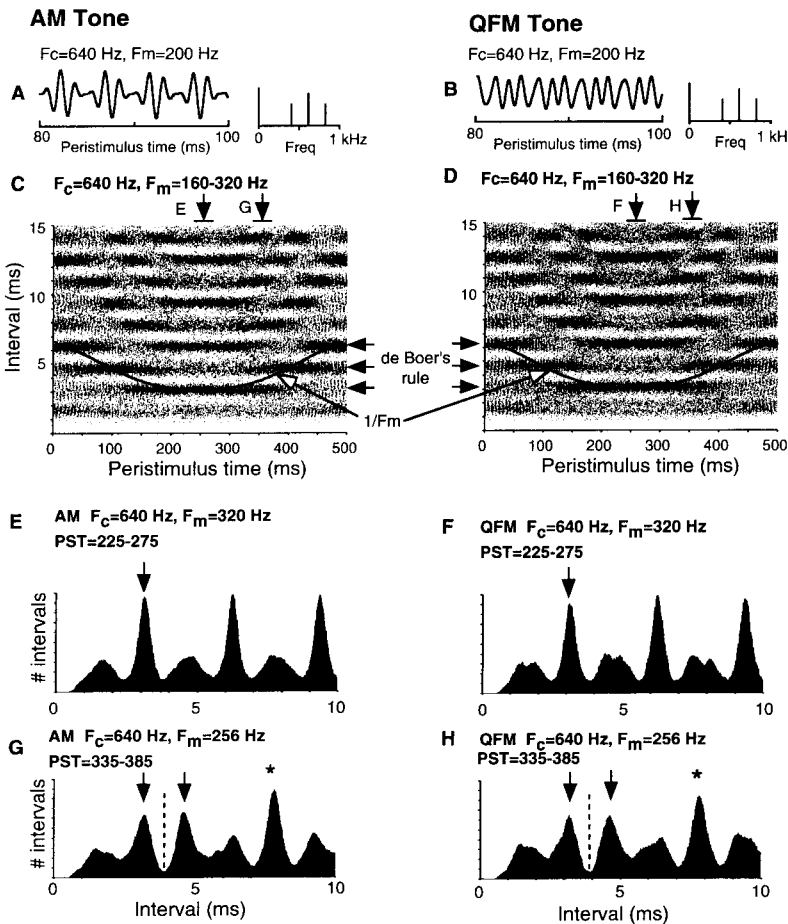 AM Tone
Fc=640 Hz, Fm=200 Hz
A
80
100
Peristimulus time (ms)
0
1 kHz
Freq
QFM Tone
Fc=640 Hz, Fm=200 Hz
B
80
100
Peristimulus time (ms)
0
1 kH
Freq
C
Fc=640 Hz, Fm=160-320 Hz
E
G
15
10
5
Interval (ms)
0
100
200
300
400
500
Peristimulus time (ms)
de Boer's
rule
1/Fm
D
Fc=640 Hz, Fm=160-320 Hz
F
H
15
10
5
0
100
200
300
400
500
Peristimulus time (ms)
E
AM Fc=640 Hz, Fm=320 Hz
PST=225-275
# intervals
0
5
10
F
QFM Fc=640 Hz, Fm=320 Hz
PST=225-275
0
5
10
G
AM Fc=640 Hz, Fm=256 Hz
PST=335-385
*
# intervals
0
5
10
Interval (ms)
H
QFM Fc=640 Hz, Fm=256 Hz
PST=335-385
*
0
5
10
Interval (ms)